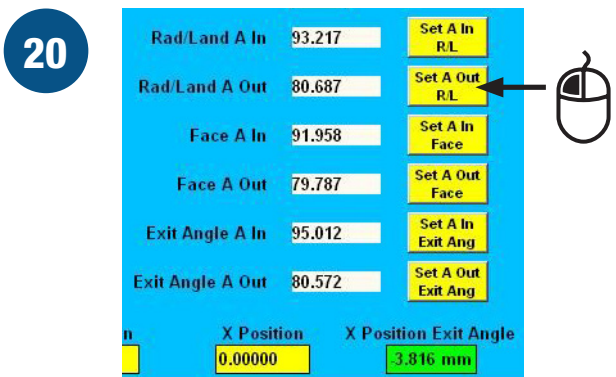 20
Rad/Land A In 93.217 Set A In
R/L
Rad/Land A Out 80.687 Set A Out
R/L
Face A In 91.958 Set A In
Face
Face A Out 79.787 Set A Out
Face
Exit Angle A In 95.012 Set A In
Exit Ang
Exit Angle A Out 80.572 Set A Out
Exit Ang
n X Position X Position Exit Angle
0.00000 -3.816 mm